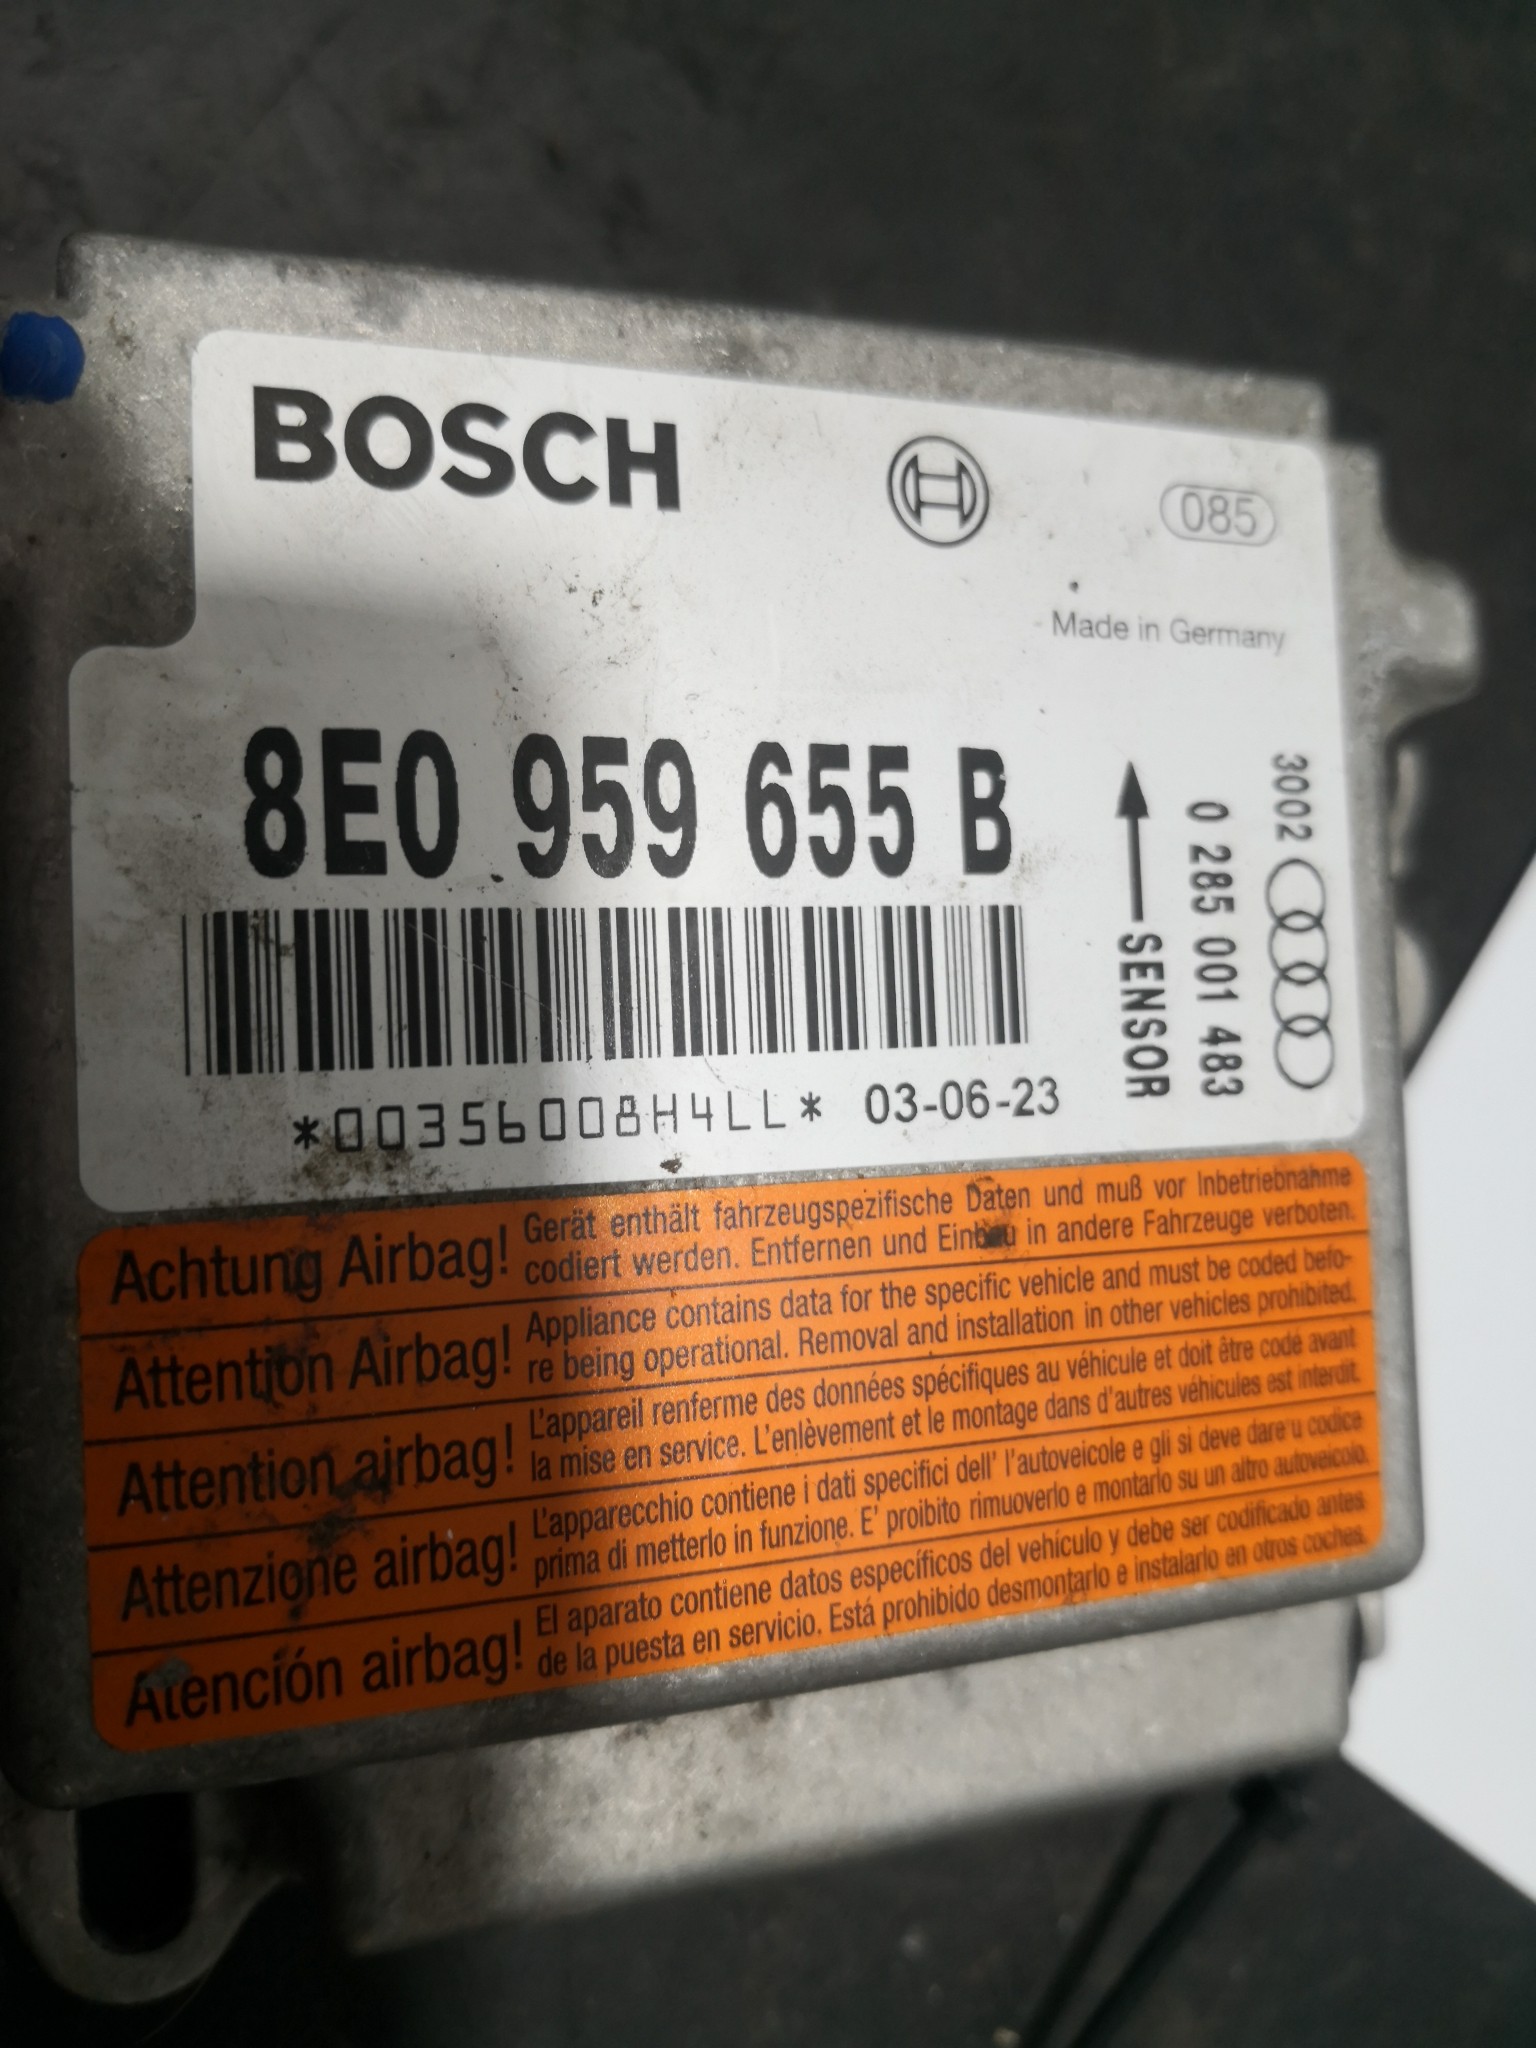 BOSCH
085
Made in Germany
8E0 959 655 B
*00356008H4LL* 03-06-23
SENSOR
0 285 001 483
3002
Achtung Airbag! Gerät enthält fahrzeugspezifische Daten und muß vor Inbetriebnahme
codiert werden. Entfernen und Einbau in andere Fahrzeuge verboten.
Attention Airbag! Appliance contains data for the specific vehicle and must be coded befo-
re being operational. Removal and installation in other vehicles prohibited.
Attention airbag! L'appareil renferme des données spécifiques au véhicule et doit être codé avant
la mise en service. L'enlèvement et le montage dans d'autres véhicules est interdit.
Attenzione airbag! L'apparecchio contiene i dati specifici dell' l'autoveicole e gli si deve dare u codice
prima di metterlo in funzione. E' proibito rimuoverlo e montarlo su un altro autoveicolo.
Atención airbag! El aparato contiene datos específicos del vehículo y debe ser codificado antes
de la puesta en servicio. Está prohibido desmontarlo e instalarlo en otros coches.